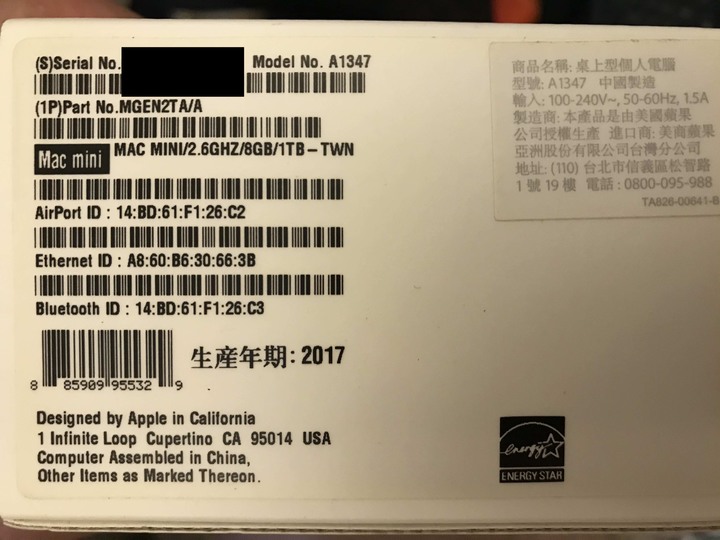 (S)Serial No.
Model No. A1347
(1P)Part No.MGEN2TA/A
Mac mini
MAC MINI/2.6GHZ/8GB/1TB–TWN
AirPort ID : 14:BD:61:F1:26:C2
Ethernet ID : A8:60:B6:30:66:3B
Bluetooth ID : 14:BD:61:F1:26:C3
8 85909 95532 9
生產年期: 2017
Designed by Apple in California
1 Infinite Loop Cupertino CA 95014 USA
Computer Assembled in China,
Other Items as Marked Thereon.
商品名稱: 桌上型個人電腦
型號: A1347 中國製造
輸入: 100-240V~, 50-60Hz, 1.5A
製造商: 本產品是由美國蘋果
公司授權生產 進口商: 美商蘋果
亞洲股份有限公司台灣分公司
地址: (110) 台北市信義區松智路
1 號 19 樓 電話 : 0800-095-988
TA826-00641-B
energy
ENERGY STAR